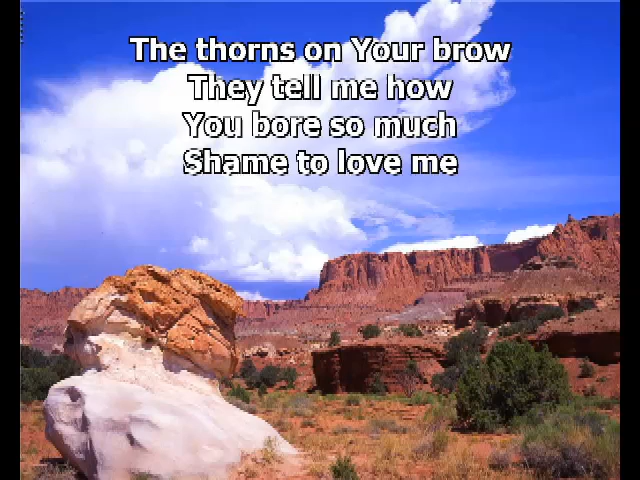 The thorns on Your brow
They tell me how
You bore so much
Shame to love me